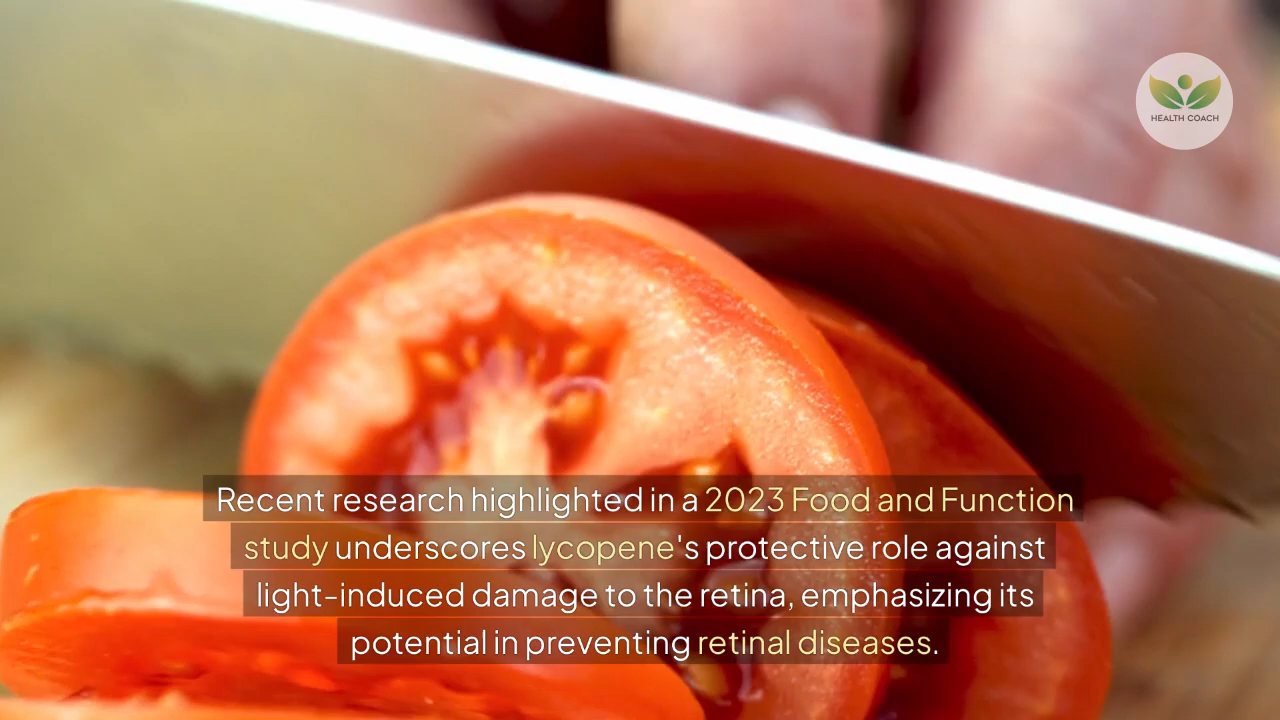 HEALTH COACH
Recent research highlighted in a 2023 Food and Function
study underscores lycopene's protective role against
light-induced damage to the retina, emphasizing its
potential in preventing retinal diseases.